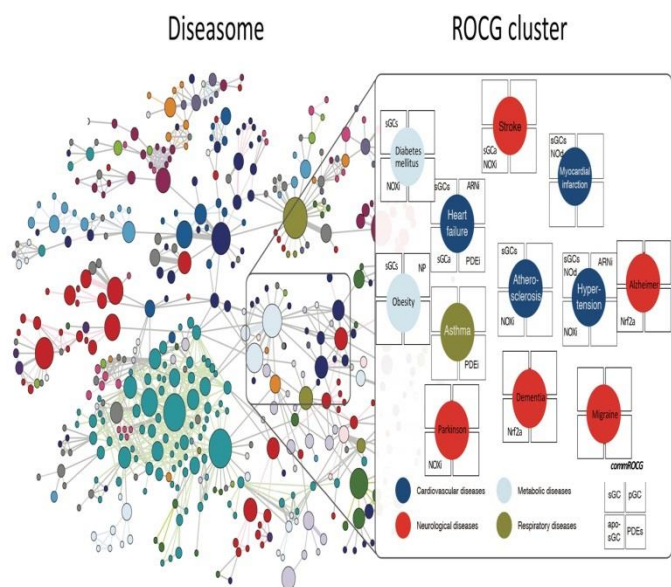 Diseasome
ROCG cluster
sGCs
Diabetes
mellitus
NOXi
Stroke
sGCa
NOXi
sGCs
NOd
Myocardial
infarction
sGCs
ARNi
Heart
failure
sGCa
PDEi
sGCs
NP
Obesity
Asthma
PDEi
sGCs
Athero-
sclerosis
NOXi
sGCs
NOd
ARNi
Hyper-
tension
NOXi
Alzheimer
Nrf2a
Parkinson
NOXi
Dementia
Nrf2a
Migraine
commROCG
Cardiovascular diseases
Metabolic diseases
Neurological diseases
Respiratory diseases
sGC
pGC
apo-
sGC
PDEs